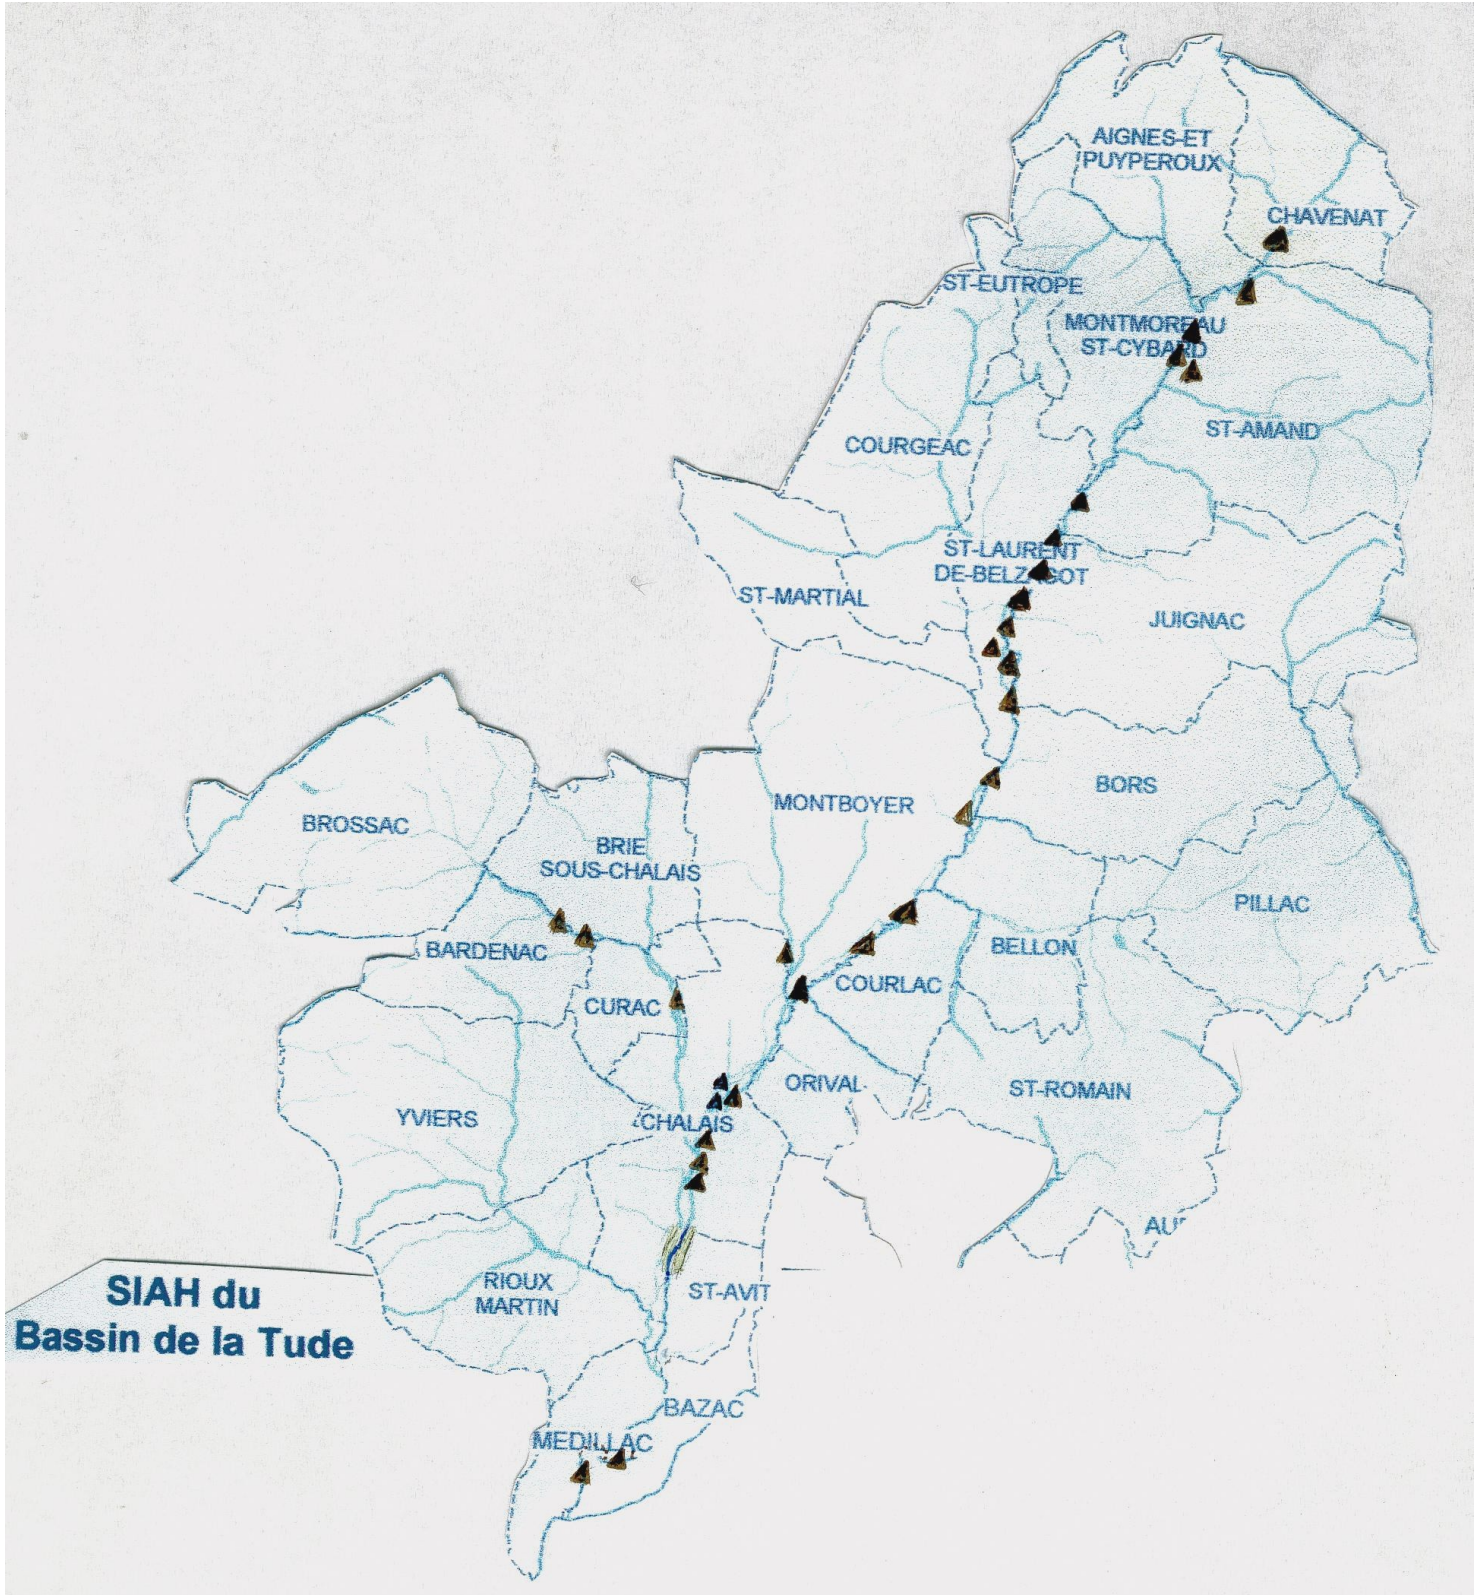 AIGNES-ET
PUYPEROUX
CHAVENAT
ST-EUTROPE
MONTMOREAU
ST-CYBARD
COURGEAC
ST-AMAND
ST-LAURENT
DE-BELZAGOT
ST-MARTIAL
JUIGNAC
MONTBOYER
BORS
BROSSAC
BRIE
SOUS-CHALAIS
PILLAC
BARDENAC
BELLON
CURAC
COURLAC
ORIVAL
ST-ROMAIN
YVIERS
CHALAIS
RIOUX
MARTIN
ST-AVIT
SIAH du
Bassin de la Tude
BAZAC
MEDILLAC